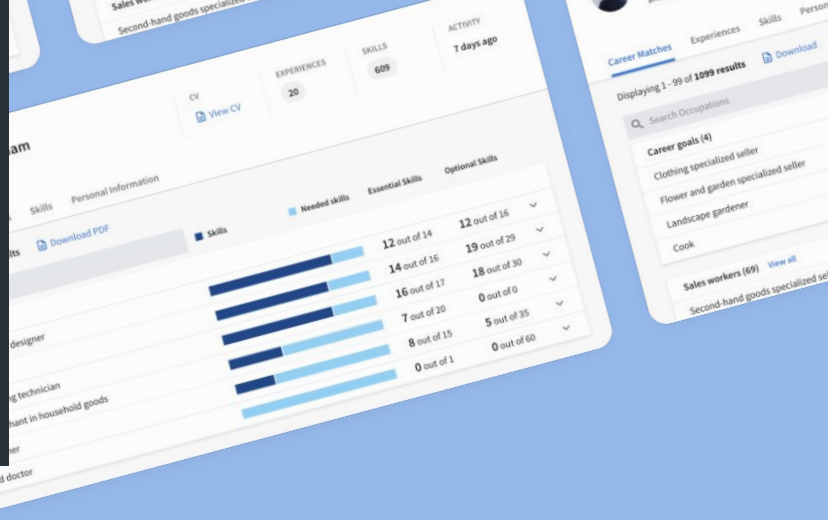 Sales
Second-hand goods specialized
CV
View CV
EXPERIENCES
20
SKILLS
609
ACTIVITY
7 days ago
am
Skills
Personal Information
Download PDF
Skills
Needed skills
Essential Skills
Optional Skills
12 out of 14
12 out of 16
14 out of 16
19 out of 29
16 out of 17
18 out of 30
designer
7 out of 20
0 out of 0
8 out of 15
5 out of 35
technician
0 out of 1
0 out of 60
in household goods
doctor
Career Matches
Experiences
Skills
Displaying 1 - 99 of 1099 results
Download
Search Occupations
Career goals (4)
Clothing specialized seller
Flower and garden specialized seller
Landscape gardener
Cook
Sales workers (69)
View all
Second-hand goods specialized